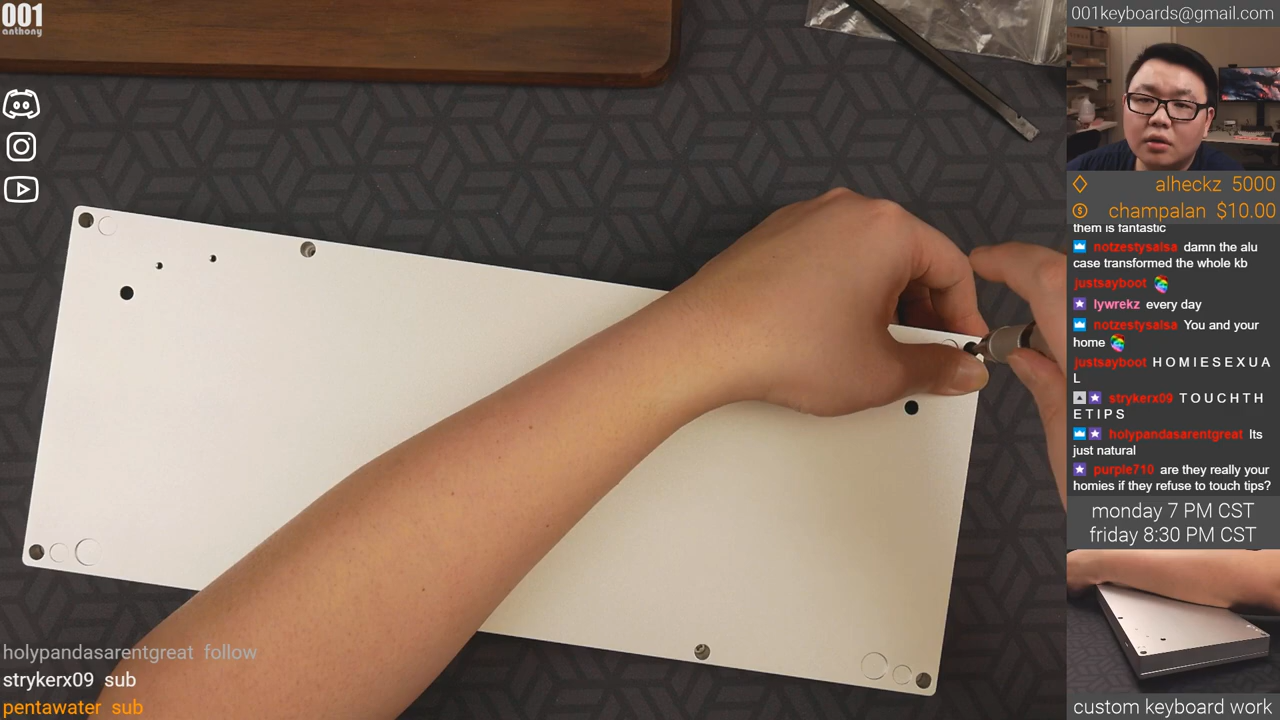 001
anthony
holypandasarentgreat follow
strykerx09 sub
pentawater sub
001keyboards@gmail.com
alheckz 5000
champalan $10.00
them is fantastic
notzestysalsa damn the alu
case transformed the whole kb
justsayboot
lywrekz every day
notzestysalsa You and your
home
justsayboot H O M I E S E X U A
L
strykerx09 T O U C H T H
E T I P S
holypandasarentgreat Its
just natural
purple710 are they really your
homies if they refuse to touch tips?
monday 7 PM CST
friday 8:30 PM CST
custom keyboard work